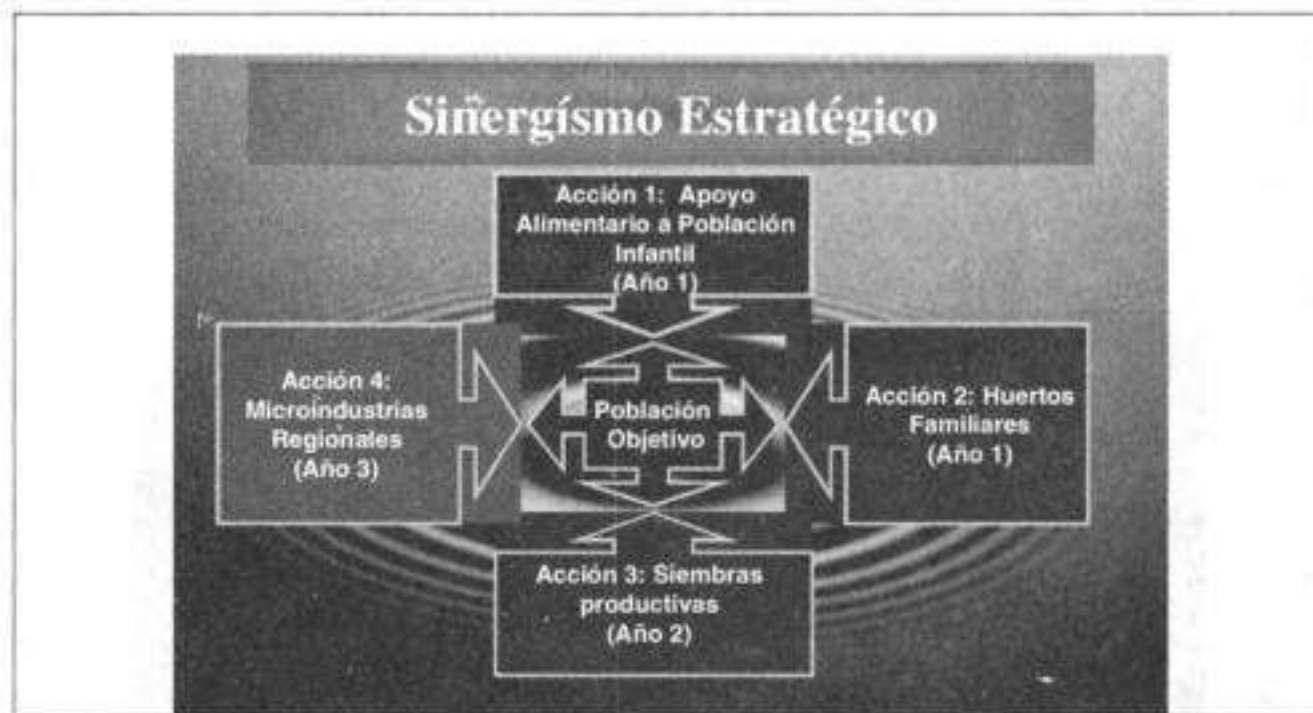 Sinergísmo Estratégico
Acción 1: Apoyo
Alimentario a Población
Infantil
(Año 1)
Acción 4:
Microindustrias
Regionales
(Año 3)
Población
Objetivo
Acción 2: Huertos
Familiares
(Año 1)
Acción 3: Siembras
productivas
(Año 2)